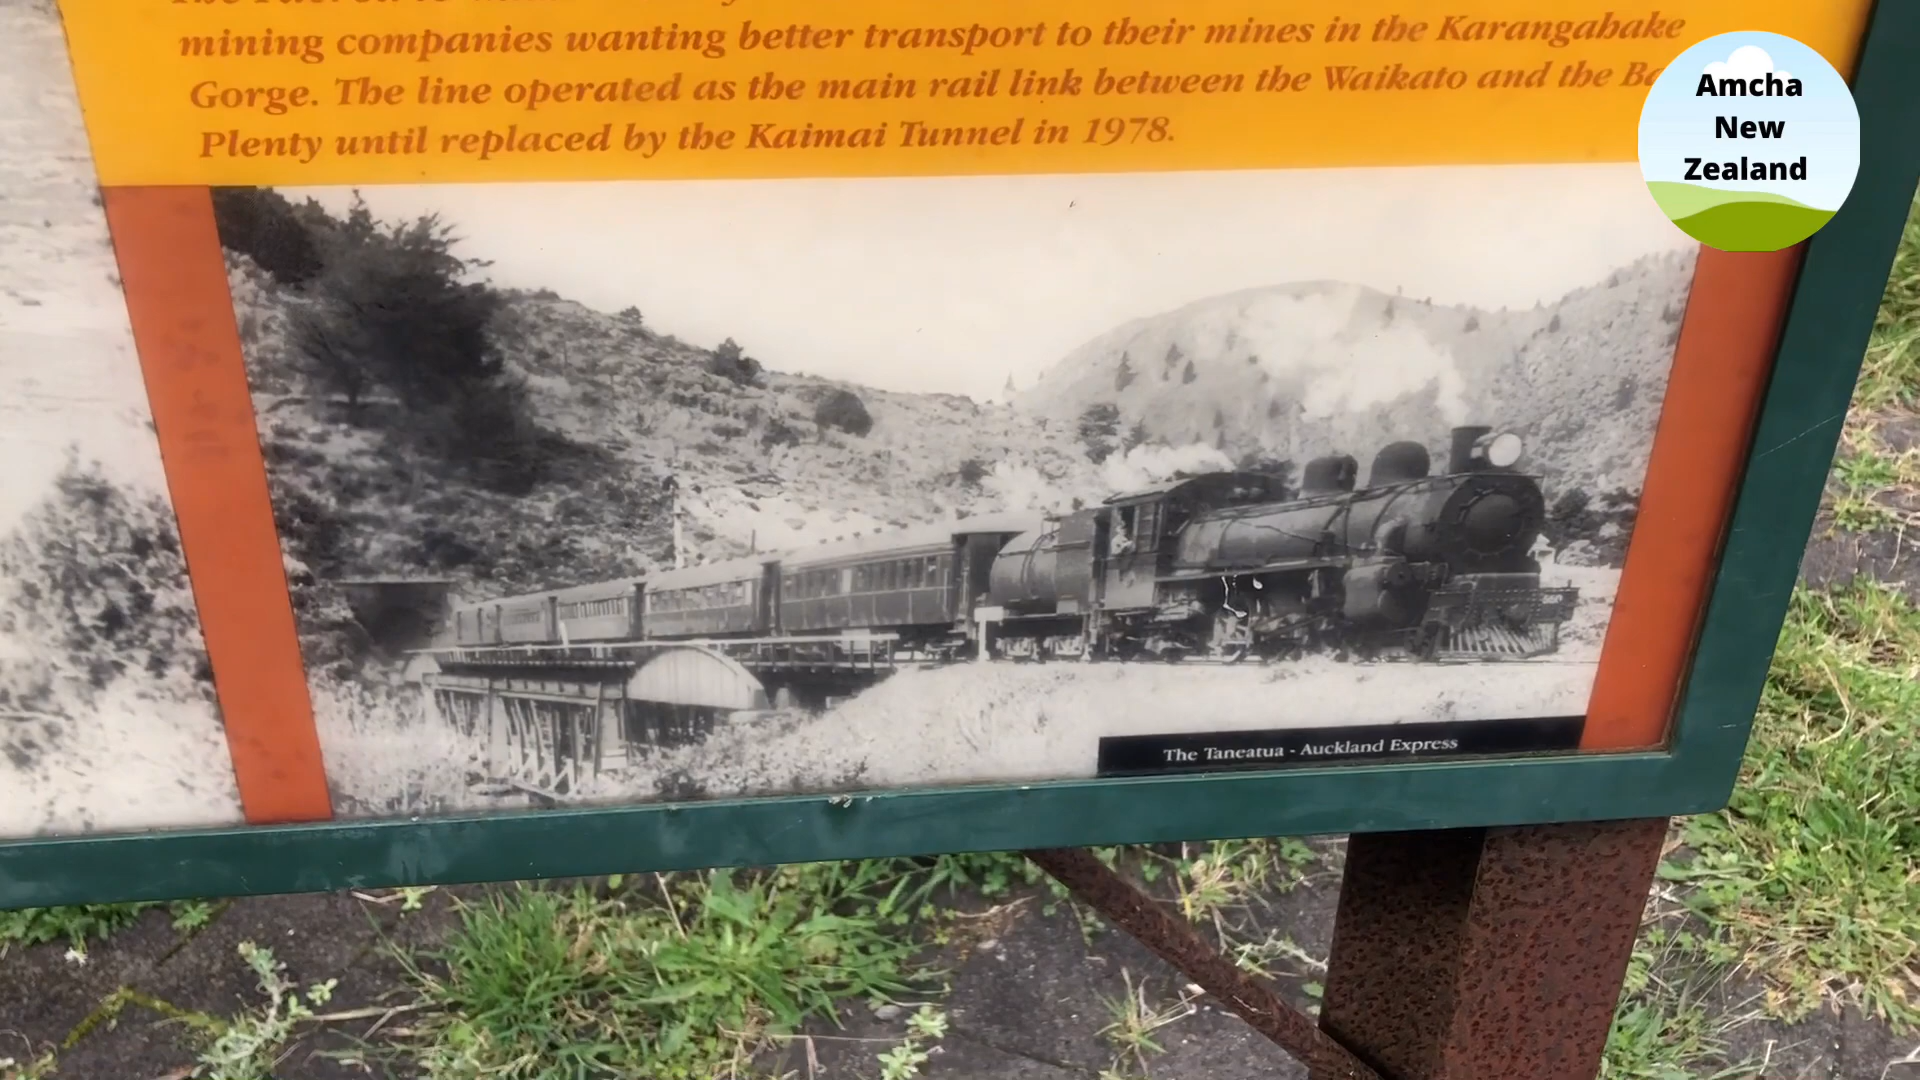 mining companies wanting better transport to their mines in the Karangahake
Gorge. The line operated as the main rail link between the Waikato and the
Plenty until replaced by the Kaimai Tunnel in 1978.
Amcha
New
Zealand
The Taneatua - Auckland Express